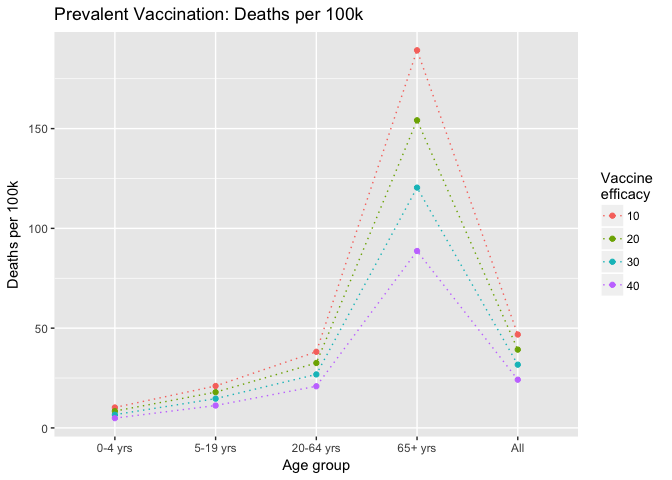 Prevalent Vaccination: Deaths per 100k
Deaths per 100k
150
100
50
0
0-4 yrs
5-19 yrs
20-64 yrs
65+ yrs
All
Age group
Vaccine
efficacy
10
20
30
40